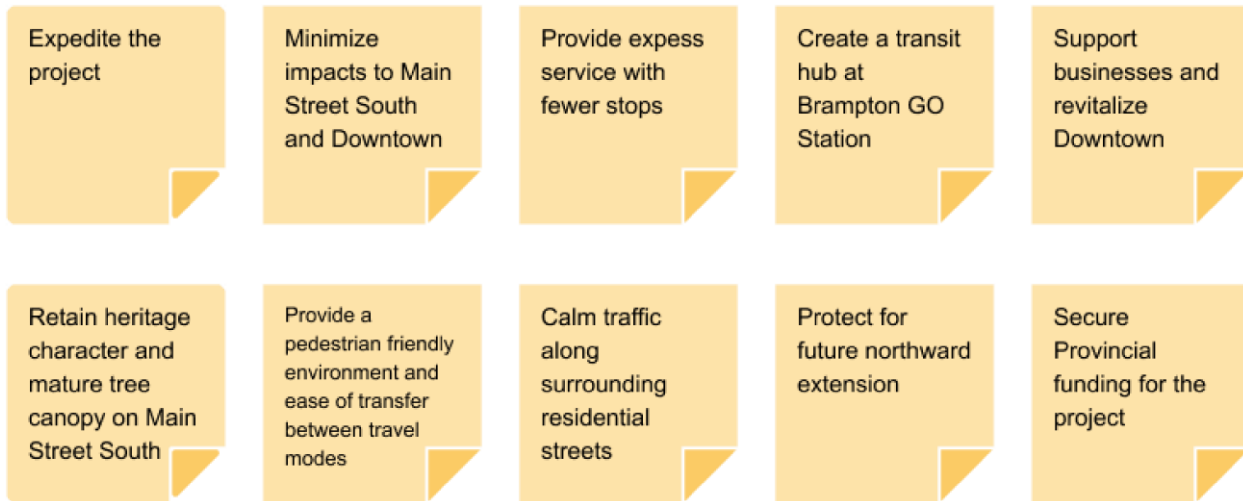 Expedite the
project
Minimize
impacts to Main
Street South
and Downtown
Provide expess
service with
fewer stops
Create a transit
hub at
Brampton GO
Station
Support
businesses and
revitalize
Downtown
Retain heritage
character and
mature tree
canopy on Main
Street South
Provide a
pedestrian friendly
environment and
ease of transfer
between travel
modes
Calm traffic
along
surrounding
residential
streets
Protect for
future northward
extension
Secure
Provincial
funding for the
project